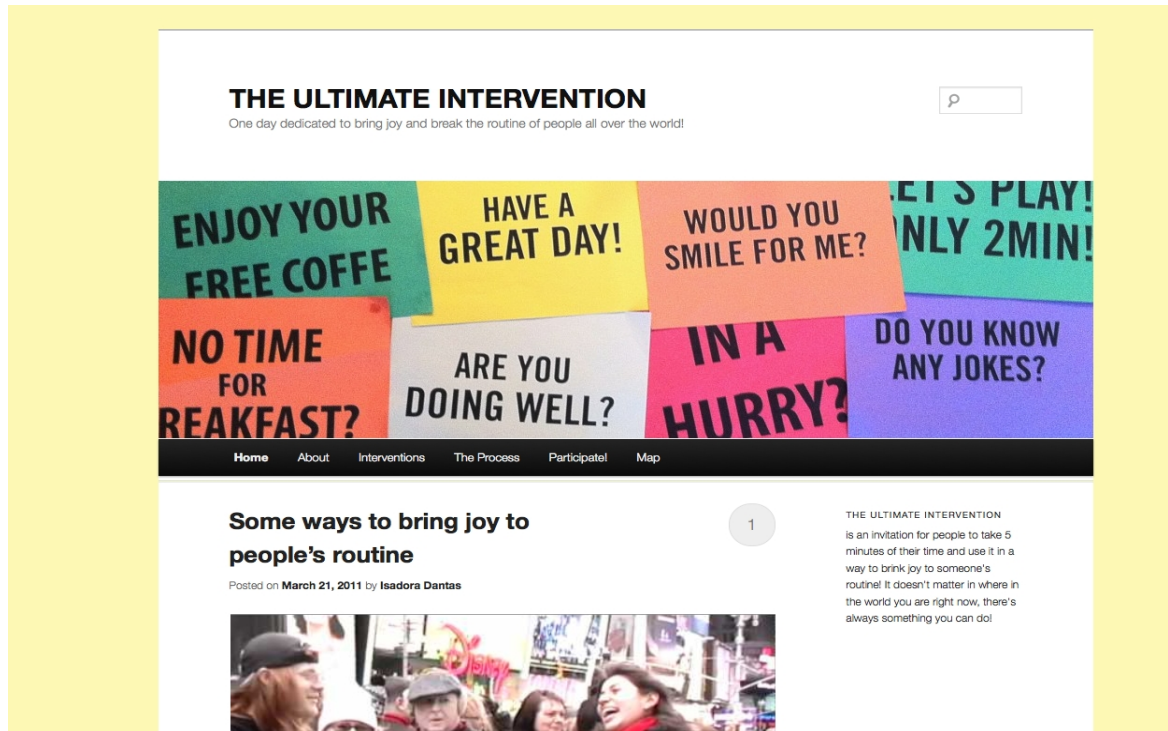 THE ULTIMATE INTERVENTION
One day dedicated to bring joy and break the routine of people all over the world!
ENJOY YOUR
FREE COFFE
HAVE A
GREAT DAY!
WOULD YOU
SMILE FOR ME?
LET'S PLAY!
ONLY 2MIN!
NO TIME
FOR
REAKFAST?
ARE YOU
DOING WELL?
IN A
HURRY?
DO YOU KNOW
ANY JOKES?
Home About Interventions The Process Participate! Map
Some ways to bring joy to
people's routine
1
Posted on March 21, 2011 by Isadora Dantas
THE ULTIMATE INTERVENTION
is an invitation for people to take 5
minutes of their time and use it in a
way to brink joy to someone's
routine! It doesn't matter in where in
the world you are right now, there's
always something you can do!
Disney